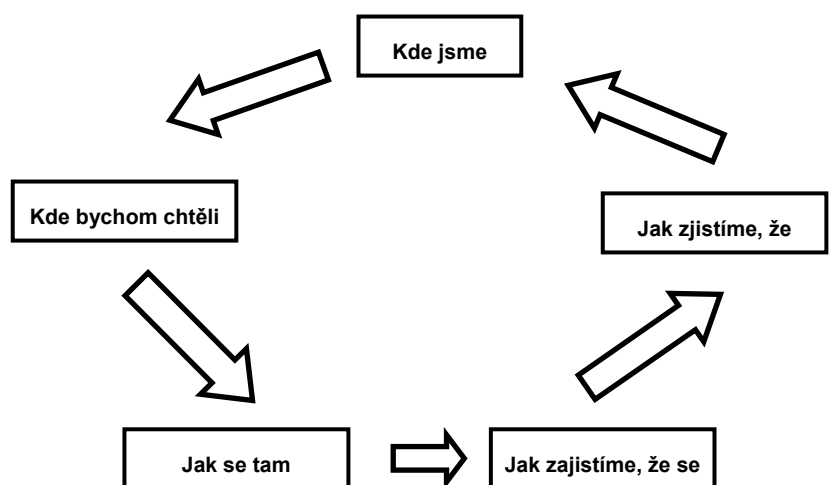 Kde jsme
Kde bychom chtěli
Jak zjistíme, že
Jak se tam
Jak zajistíme, že se